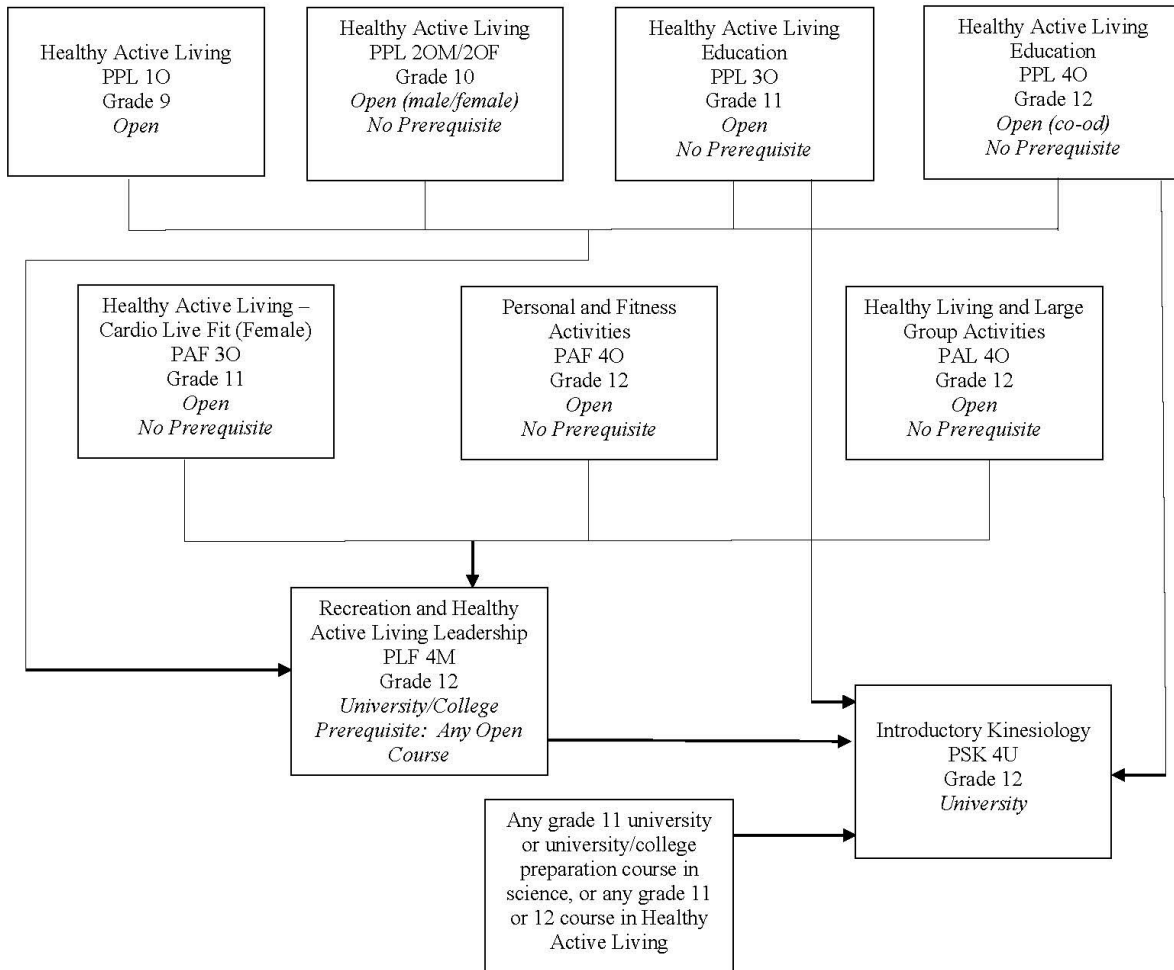 Healthy Active Living
PPL 1O
Grade 9
Open
Healthy Active Living
PPL 2OM/2OF
Grade 10
Open (male/female)
No Prerequisite
Healthy Active Living
Education
PPL 3O
Grade 11
Open
No Prerequisite
Healthy Active Living
Education
PPL 4O
Grade 12
Open (co-od)
No Prerequisite
Healthy Active Living –
Cardio Live Fit (Female)
PAF 3O
Grade 11
Open
No Prerequisite
Personal and Fitness
Activities
PAF 4O
Grade 12
Open
No Prerequisite
Healthy Living and Large
Group Activities
PAL 4O
Grade 12
Open
No Prerequisite
Recreation and Healthy
Active Living Leadership
PLF 4M
Grade 12
University/College
Prerequisite: Any Open
Course
Introductory Kinesiology
PSK 4U
Grade 12
University
Any grade 11 university
or university/college
preparation course in
science, or any grade 11
or 12 course in Healthy
Active Living